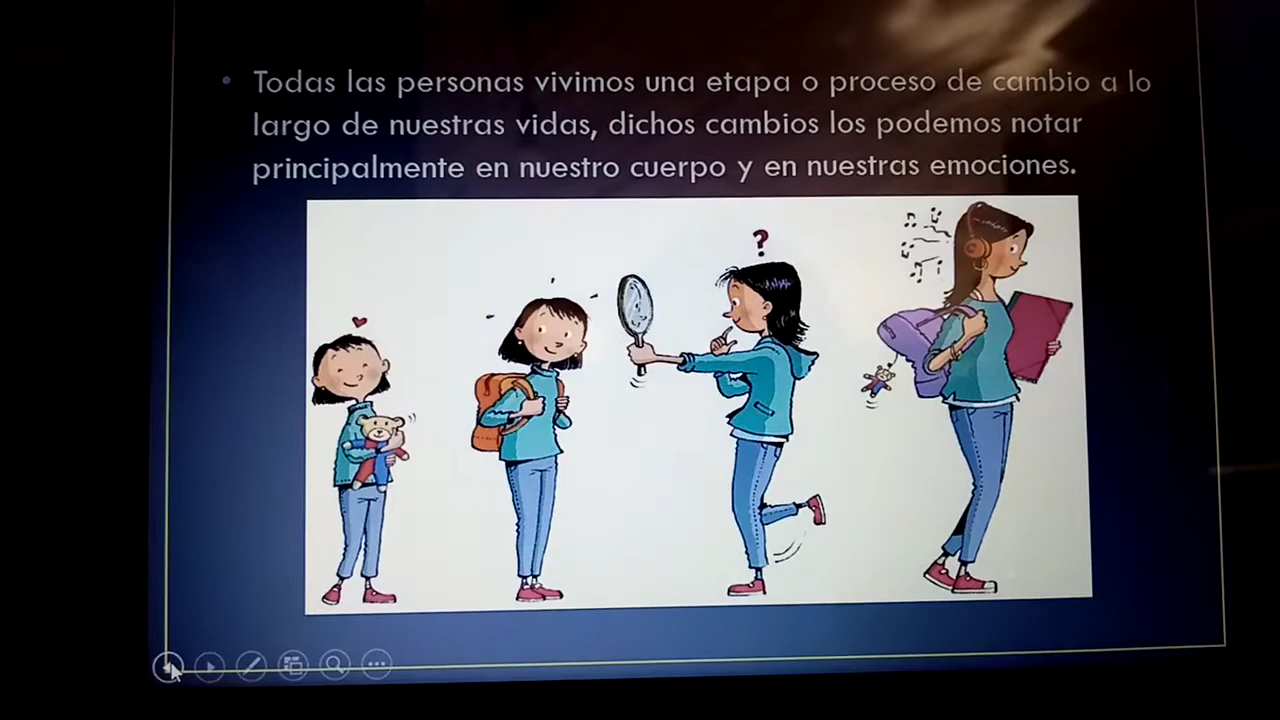 Todas las personas vivimos una etapa o proceso de cambio a lo
largo de nuestras vidas, dichos cambios los podemos notar
principalmente en nuestro cuerpo y en nuestras emociones.
?